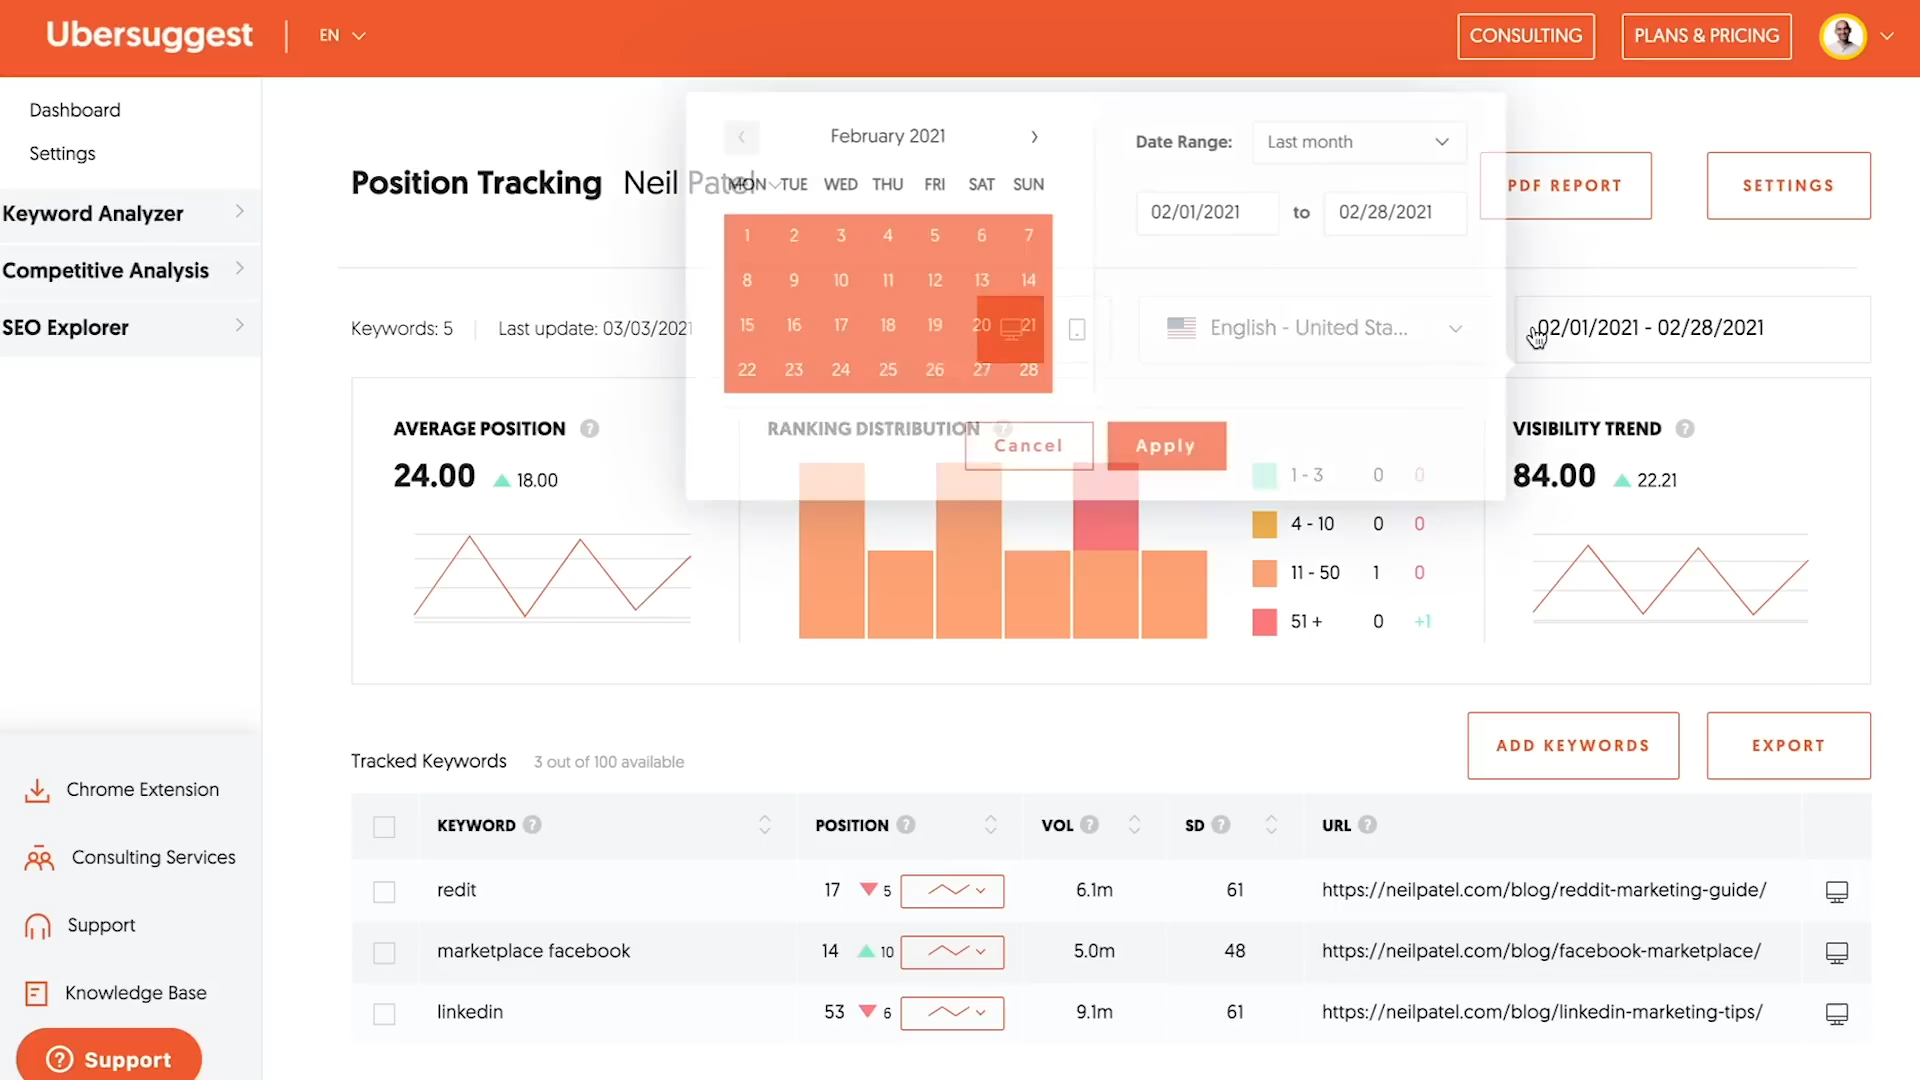 Ubersuggest
EN
CONSULTING
PLANS & PRICING
Dashboard
Settings
Keyword Analyzer
Competitive Analysis
SEO Explorer
Position Tracking Neil Patel
PDF REPORT
SETTINGS
February 2021
MON TUE WED THU FRI SAT SUN
1 2 3 4 5 6 7
8 9 10 11 12 13 14
15 16 17 18 19 20 21
22 23 24 25 26 27 28
Date Range: Last month
02/01/2021 to 02/28/2021
Cancel Apply
Keywords: 5 Last update: 03/03/2021
English - United Sta...
02/01/2021 - 02/28/2021
AVERAGE POSITION ?
24.00 18.00
RANKING DISTRIBUTION ?
1 - 3 0 0
4 - 10 0 0
11 - 50 1 0
51 + 0 +1
VISIBILITY TREND ?
84.00 22.21
Tracked Keywords 3 out of 100 available
ADD KEYWORDS
EXPORT
KEYWORD ? POSITION ? VOL ? SD ? URL ?
redit 17 5 6.1m 61 https://neilpatel.com/blog/reddit-marketing-guide/
marketplace facebook 14 10 5.0m 48 https://neilpatel.com/blog/facebook-marketplace/
linkedin 53 6 9.1m 61 https://neilpatel.com/blog/linkedin-marketing-tips/
Chrome Extension
Consulting Services
Support
Knowledge Base
? Support